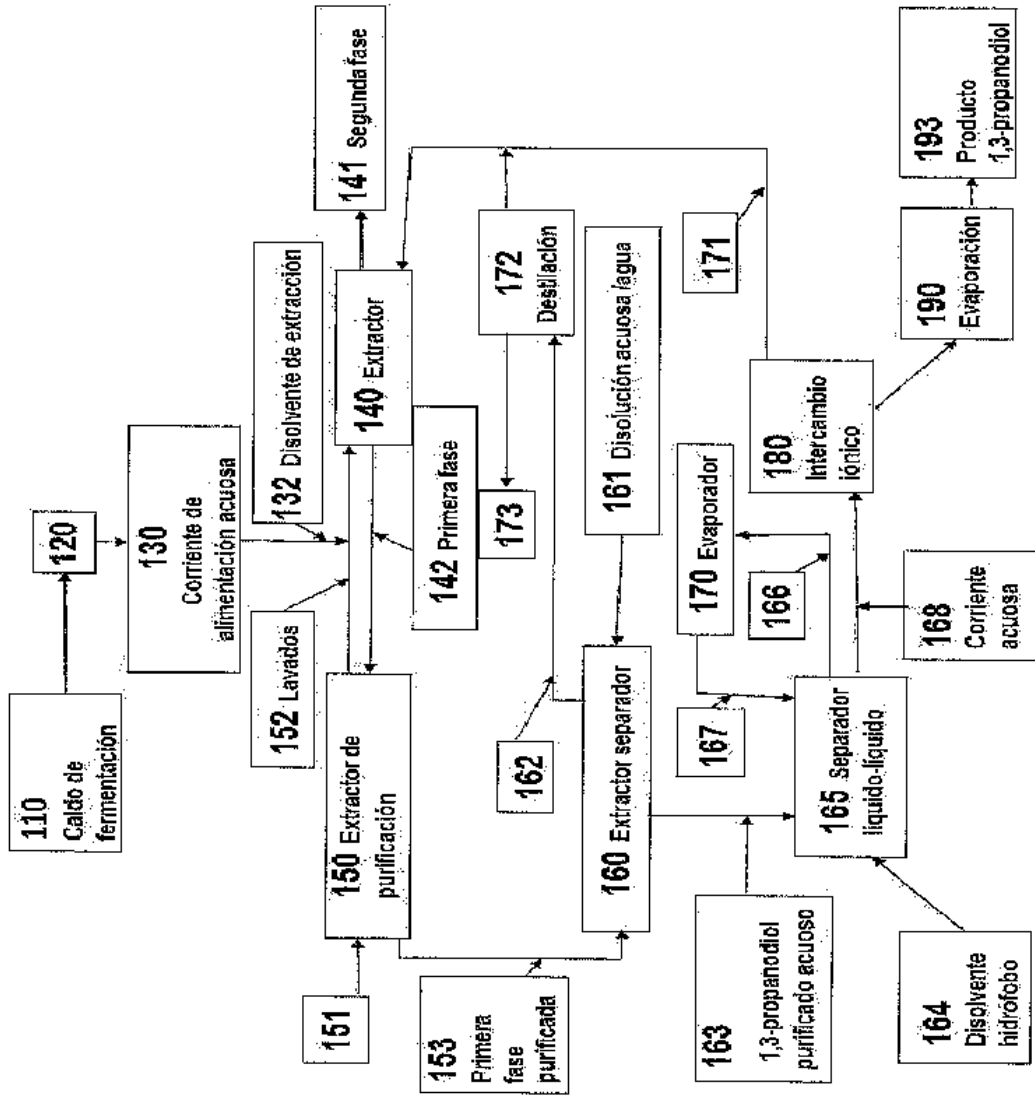 110
Caldo de
fermentación
120
130
Corriente de
alimentación acuosa
132 Disolvente de extracción
152 Lavados
150 Extractor de
purificación
151
140 Extractor
141 Segunda fase
142 Primera fase
153
Primera
fase
purificada
173
172
Destilación
162
160 Extractor separador
161 Disolución acuosa /agua
163
1,3-propanodiol
purificado acuoso
167
170 Evaporador
166
171
164
Disolvente
hidrófobo
165 Separador
líquido-líquido
168
Corriente
acuosa
180
Intercambio
iónico
190
Evaporación
193
Producto
1,3-propanodiol